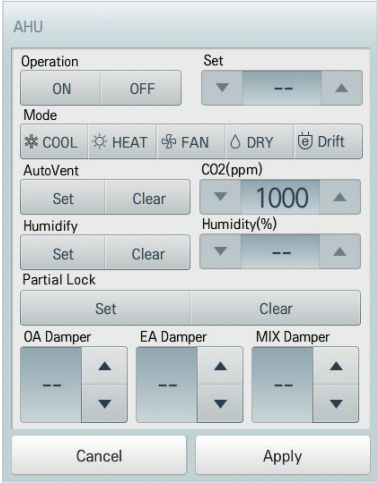 AHU
Operation Set
ON OFF --
Mode
COOL HEAT FAN DRY Drift
AutoVent CO2(ppm)
Set Clear 1000
Humidify Humidity(%)
Set Clear --
Partial Lock
Set Clear
OA Damper EA Damper MIX Damper
-- -- --
Cancel Apply